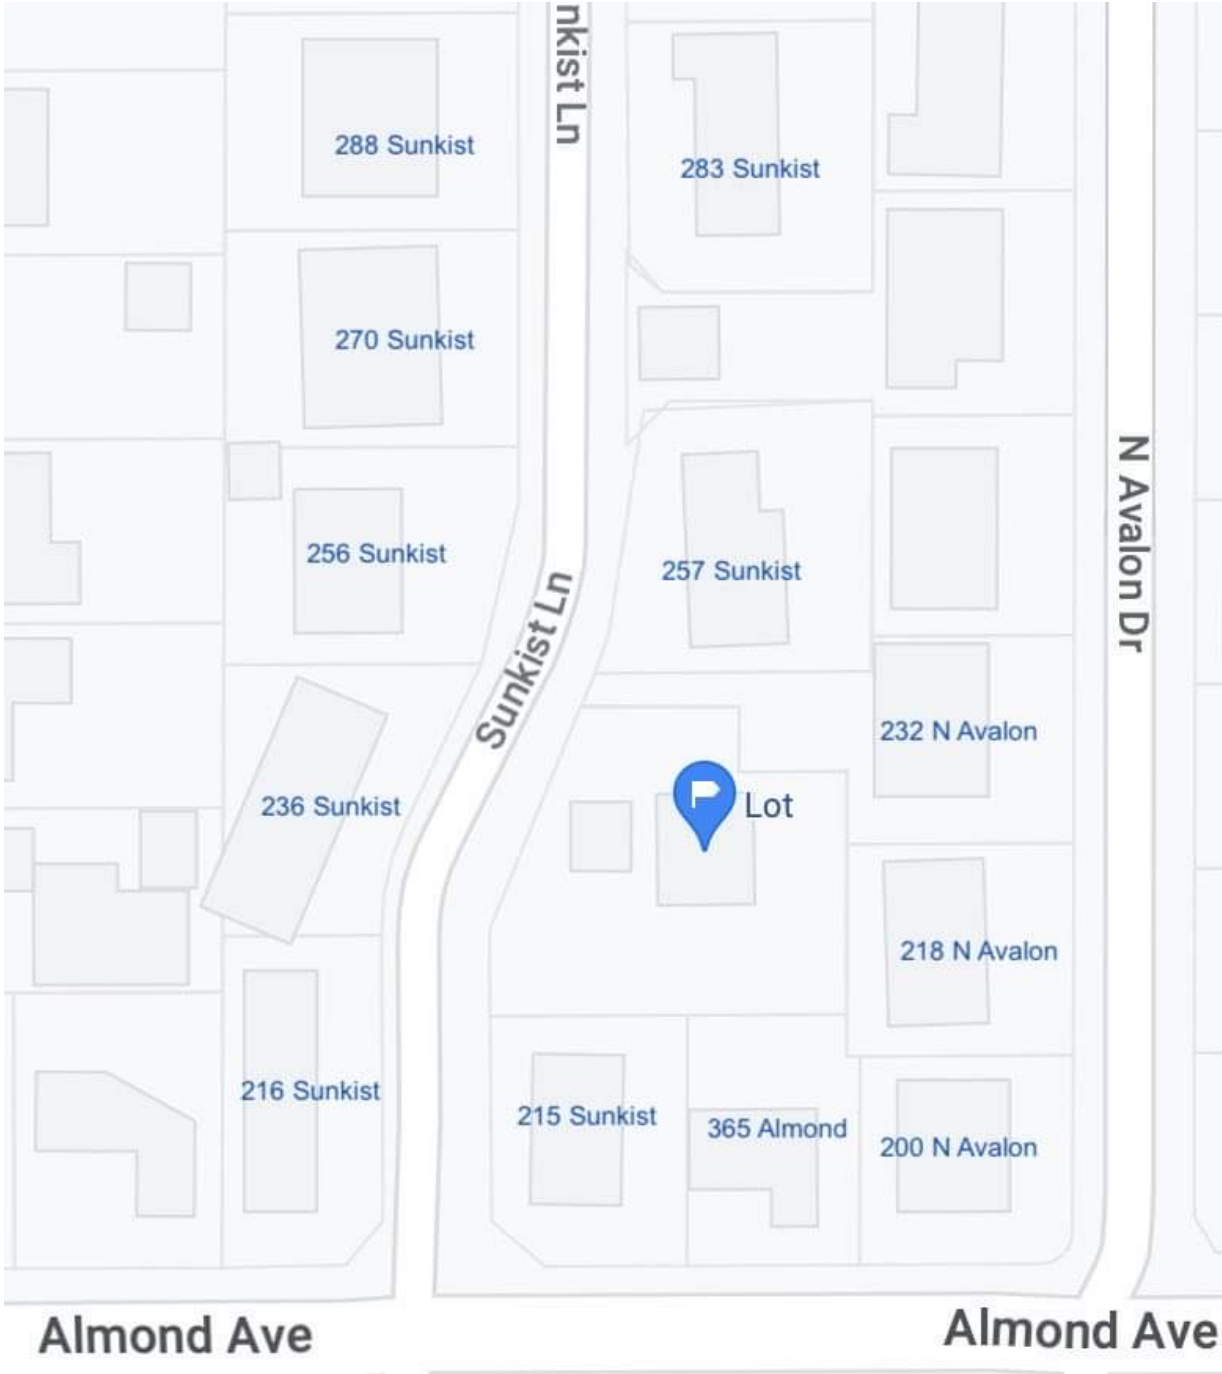 nkist Ln
288 Sunkist
283 Sunkist
270 Sunkist
N Avalon Dr
256 Sunkist
257 Sunkist
Sunkist Ln
232 N Avalon
236 Sunkist
Lot
218 N Avalon
216 Sunkist
215 Sunkist
365 Almond
200 N Avalon
Almond Ave
Almond Ave